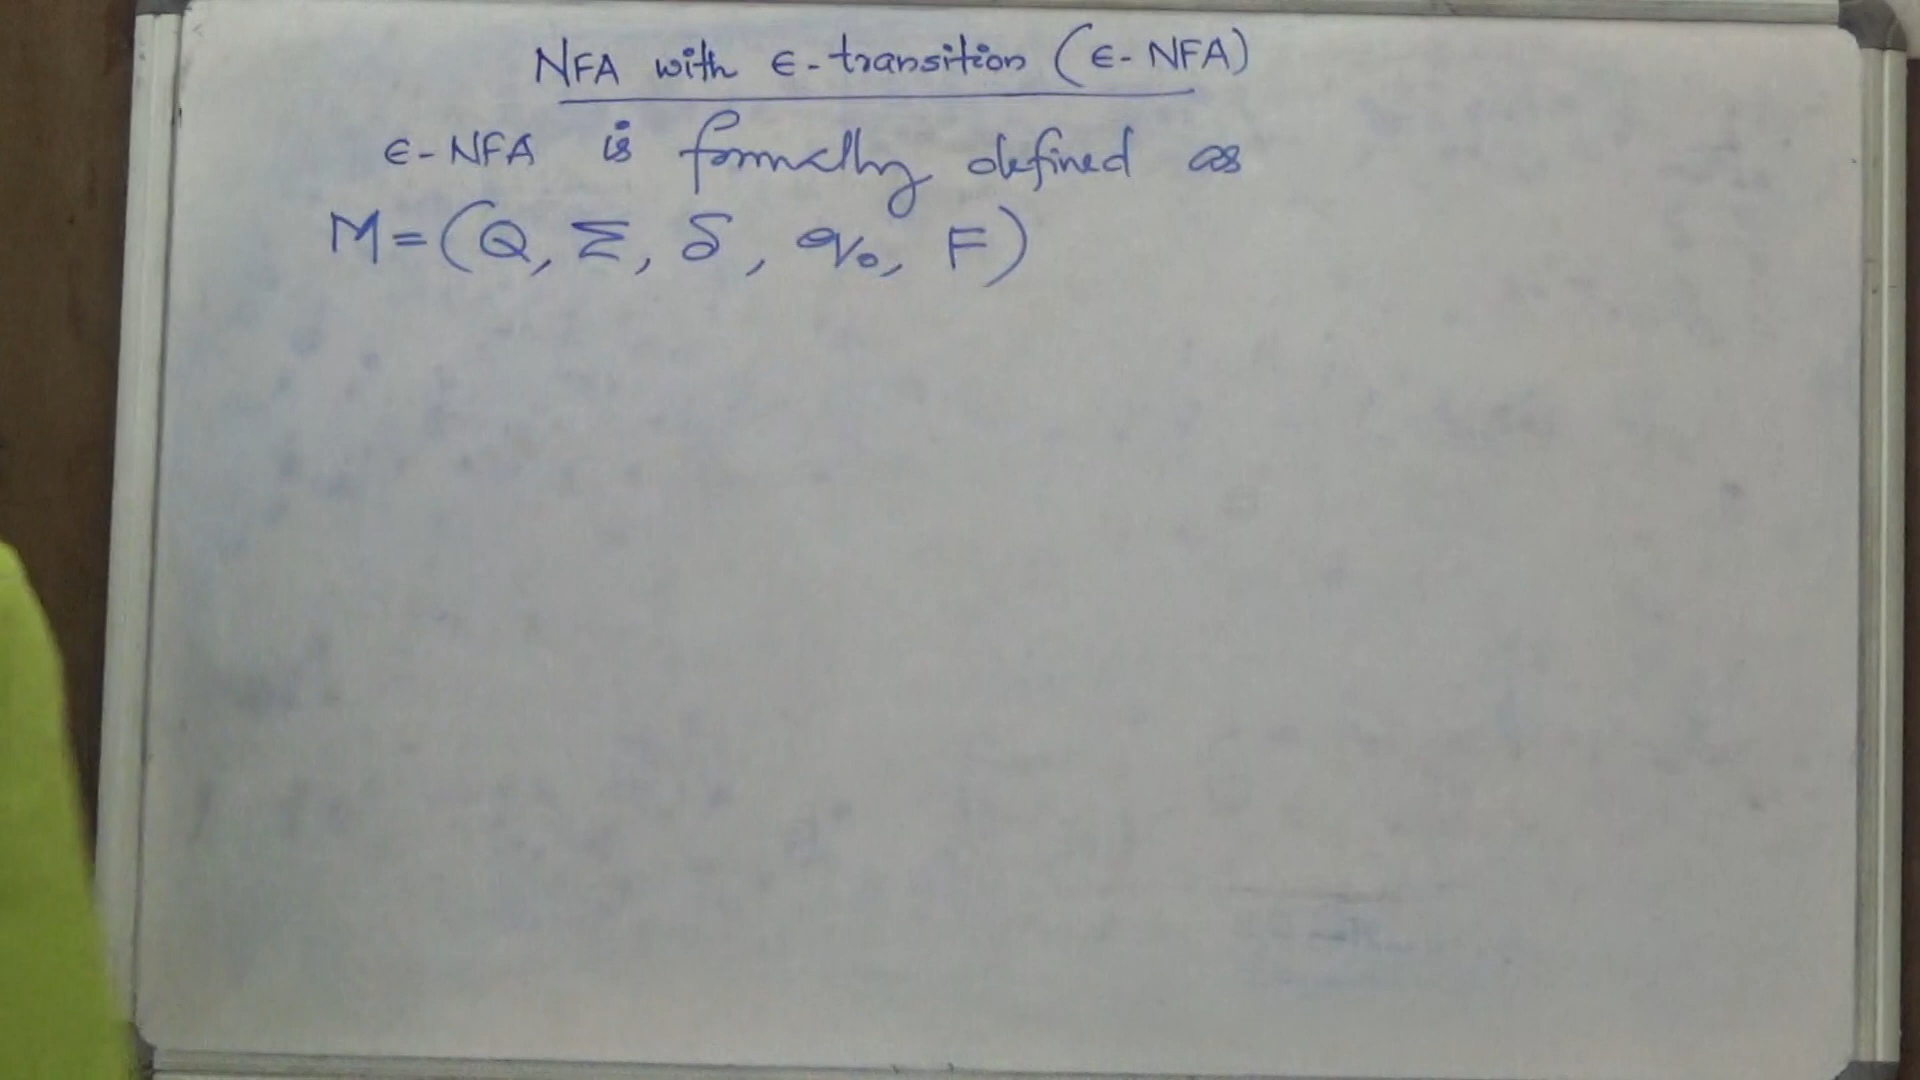 NFA with ϵ-transition (ϵ-NFA)
ϵ-NFA is formally defined as
M=(Q, Σ, δ, q₀, F)